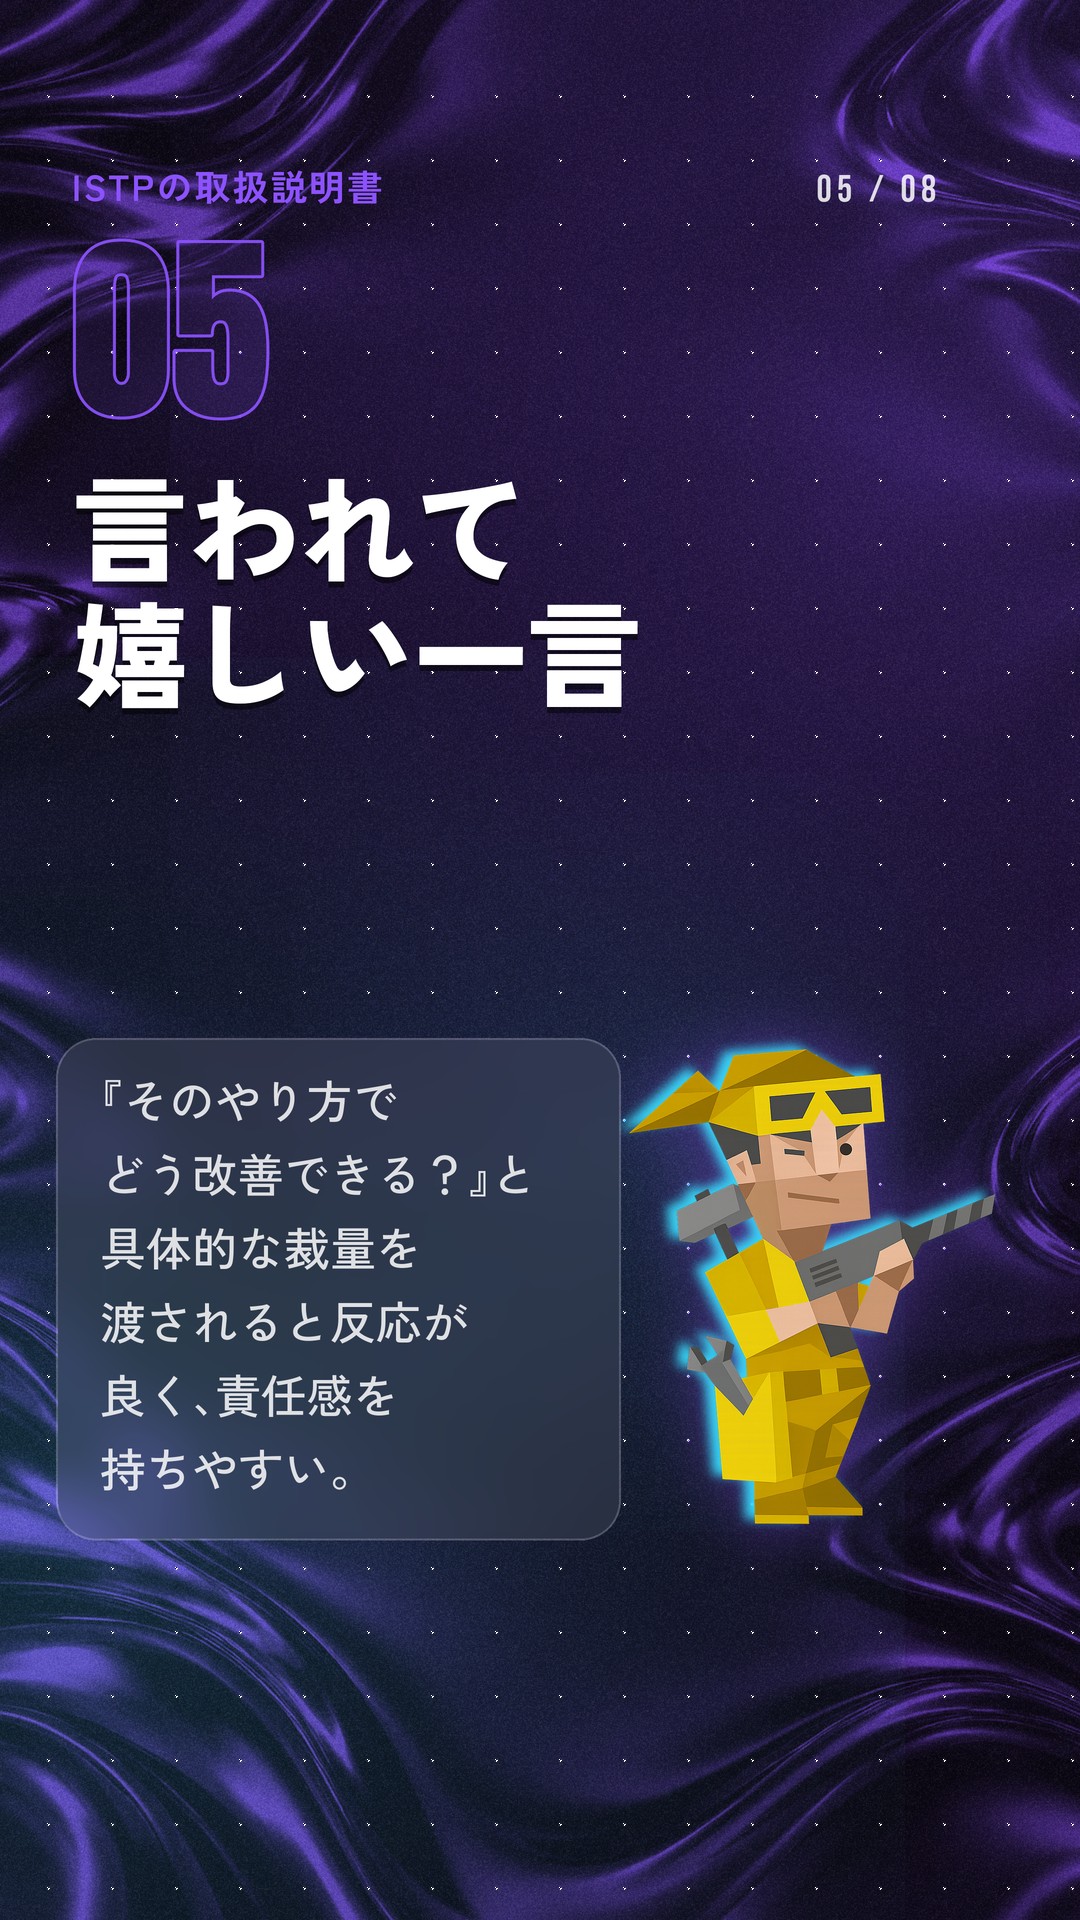 ISTPの取扱説明書
05 / 08
05
言われて
嬉しい一言
『そのやり方で
どう改善できる？』と
具体的な裁量を
渡されると反応が
良く、責任感を
持ちやすい。